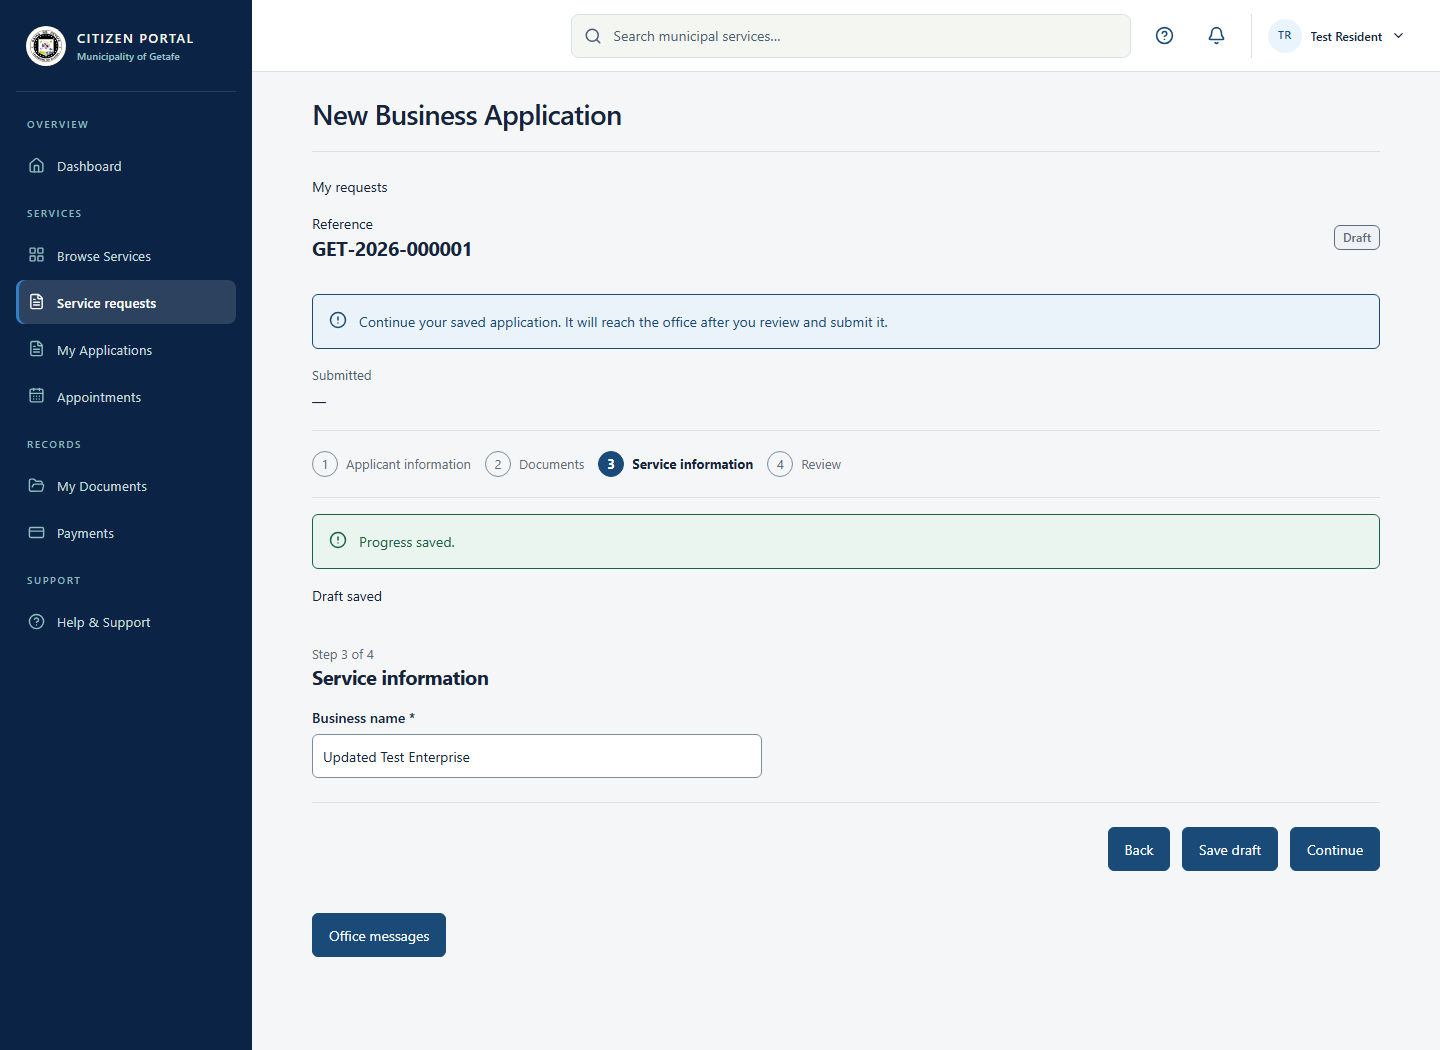 CITIZEN PORTAL
Municipality of Getafe
Search municipal services...
TR
Test Resident
OVERVIEW
Dashboard
SERVICES
Browse Services
Service requests
My Applications
Appointments
RECORDS
My Documents
Payments
SUPPORT
Help & Support
New Business Application
My requests
Reference
GET-2026-000001
Draft
Continue your saved application. It will reach the office after you review and submit it.
Submitted
—
1 Applicant information 2 Documents 3 Service information 4 Review
Progress saved.
Draft saved
Step 3 of 4
Service information
Business name *
Updated Test Enterprise
Back Save draft Continue
Office messages